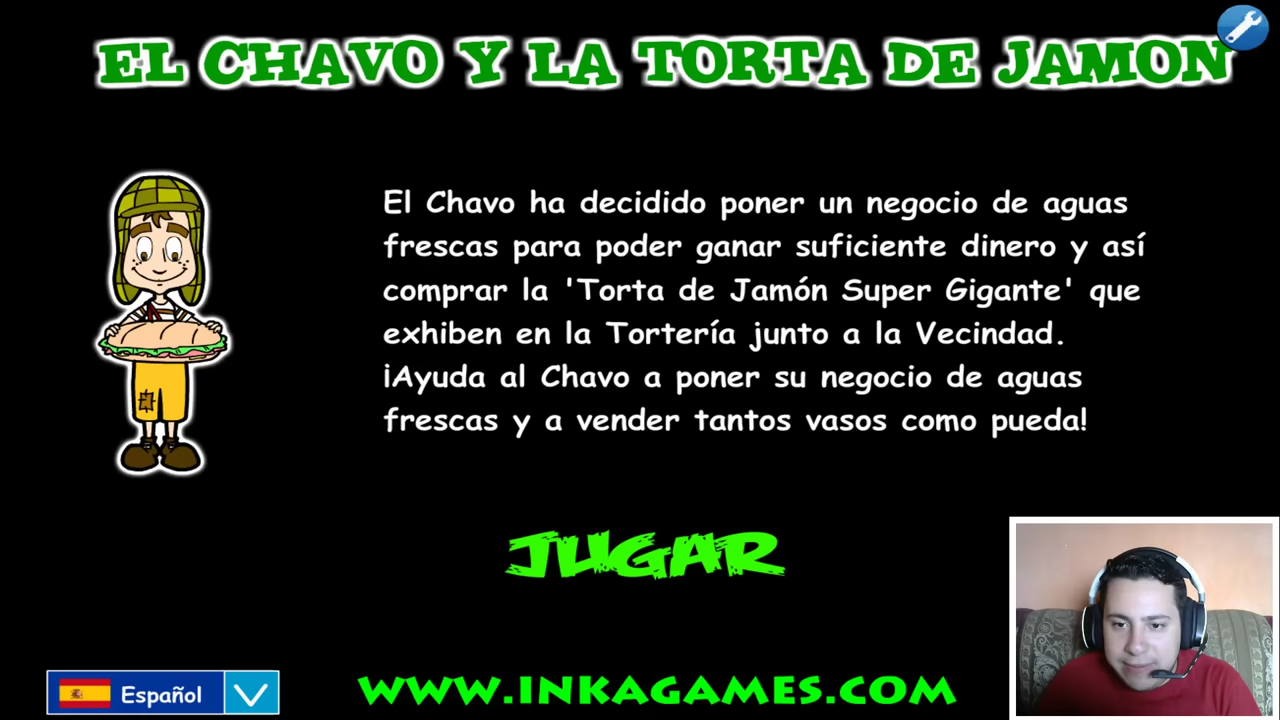 EL CHAVO Y LA TORTA DE JAMON
El Chavo ha decidido poner un negocio de aguas
frescas para poder ganar suficiente dinero y así
comprar la 'Torta de Jamón Super Gigante' que
exhiben en la Tortería junto a la Vecindad.
¡Ayuda al Chavo a poner su negocio de aguas
frescas y a vender tantos vasos como pueda!
JUGAR
Español
WWW.INKAGAMES.COM